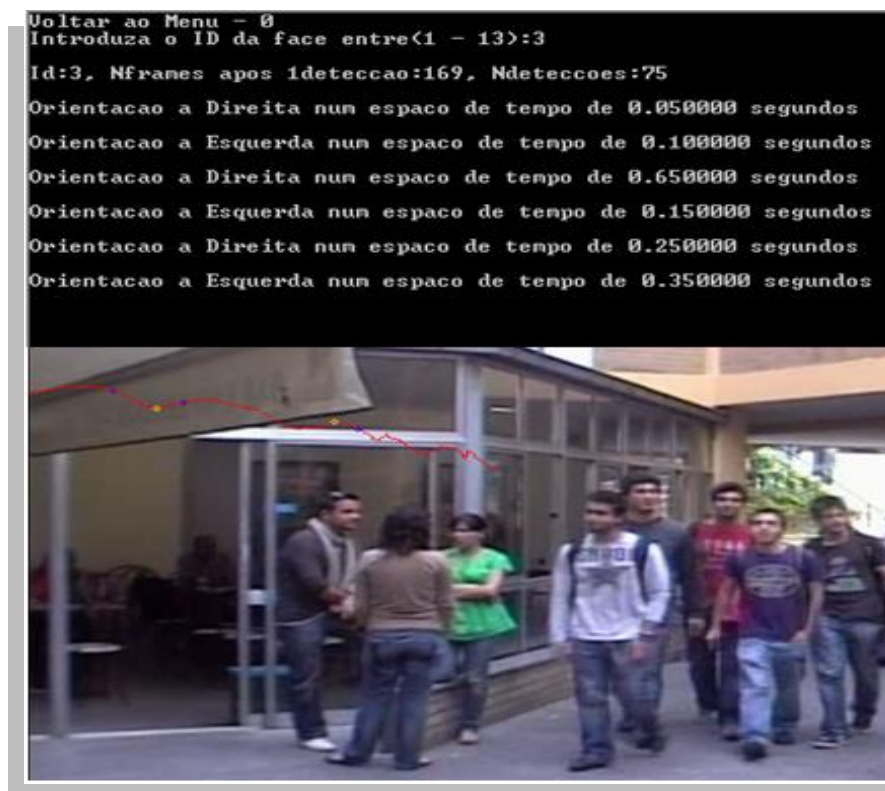 Voltar ao Menu - 0
Introduza o ID da face entre(1 - 13):3
Id:3, Nframes apos 1deteccao:169, Ndeteccoes:75
Orientacao a Direita num espaco de tempo de 0.050000 segundos
Orientacao a Esquerda num espaco de tempo de 0.100000 segundos
Orientacao a Direita num espaco de tempo de 0.650000 segundos
Orientacao a Esquerda num espaco de tempo de 0.150000 segundos
Orientacao a Direita num espaco de tempo de 0.250000 segundos
Orientacao a Esquerda num espaco de tempo de 0.350000 segundos